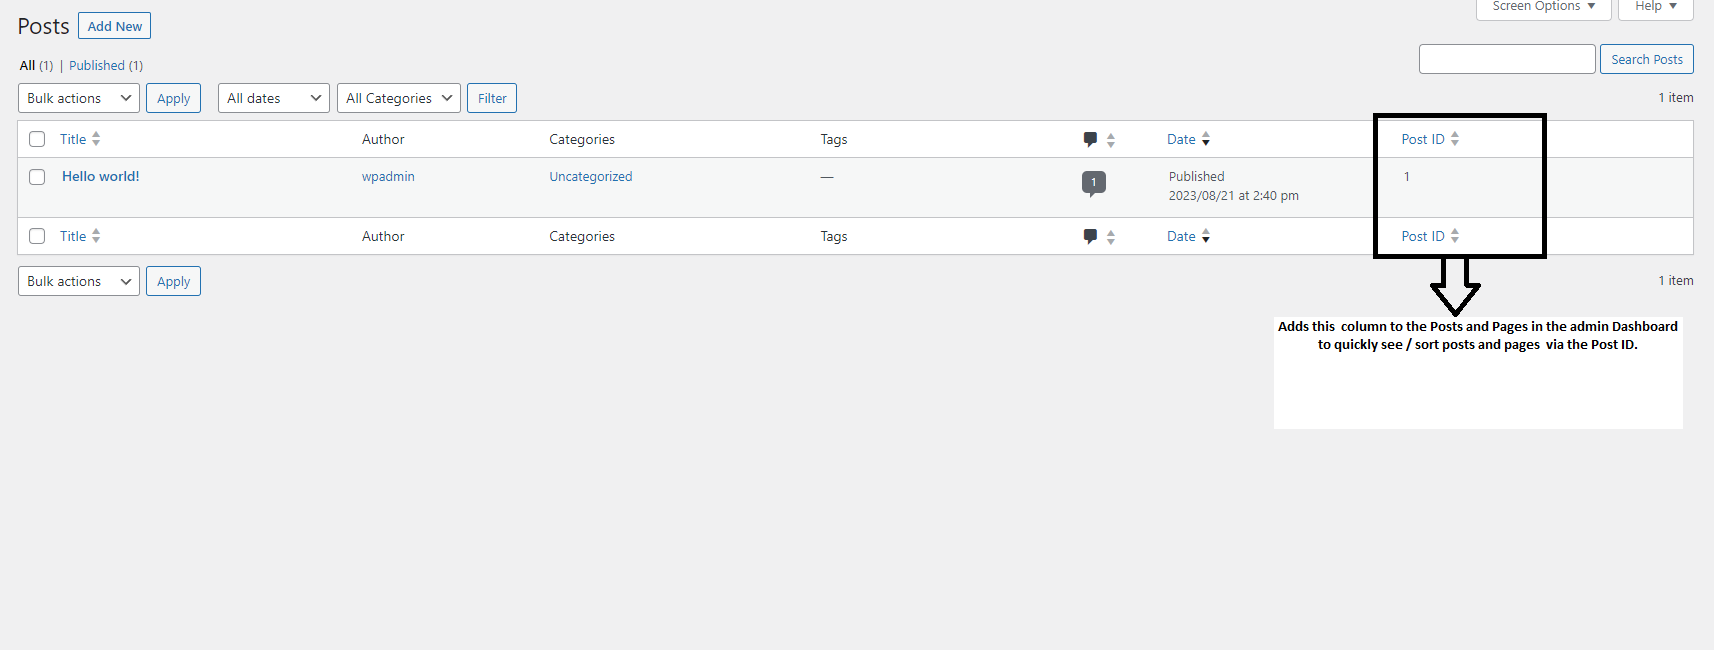 Screen Options Help
Posts Add New
All (1) | Published (1)
Search Posts
Bulk actions Apply All dates All Categories Filter 1 item
Title Author Categories Tags Date Post ID
Hello world! wpadmin Uncategorized — 1 Published 1
2023/08/21 at 2:40 pm
Title Author Categories Tags Date Post ID
Bulk actions Apply 1 item
Adds this column to the Posts and Pages in the admin Dashboard
to quickly see / sort posts and pages via the Post ID.